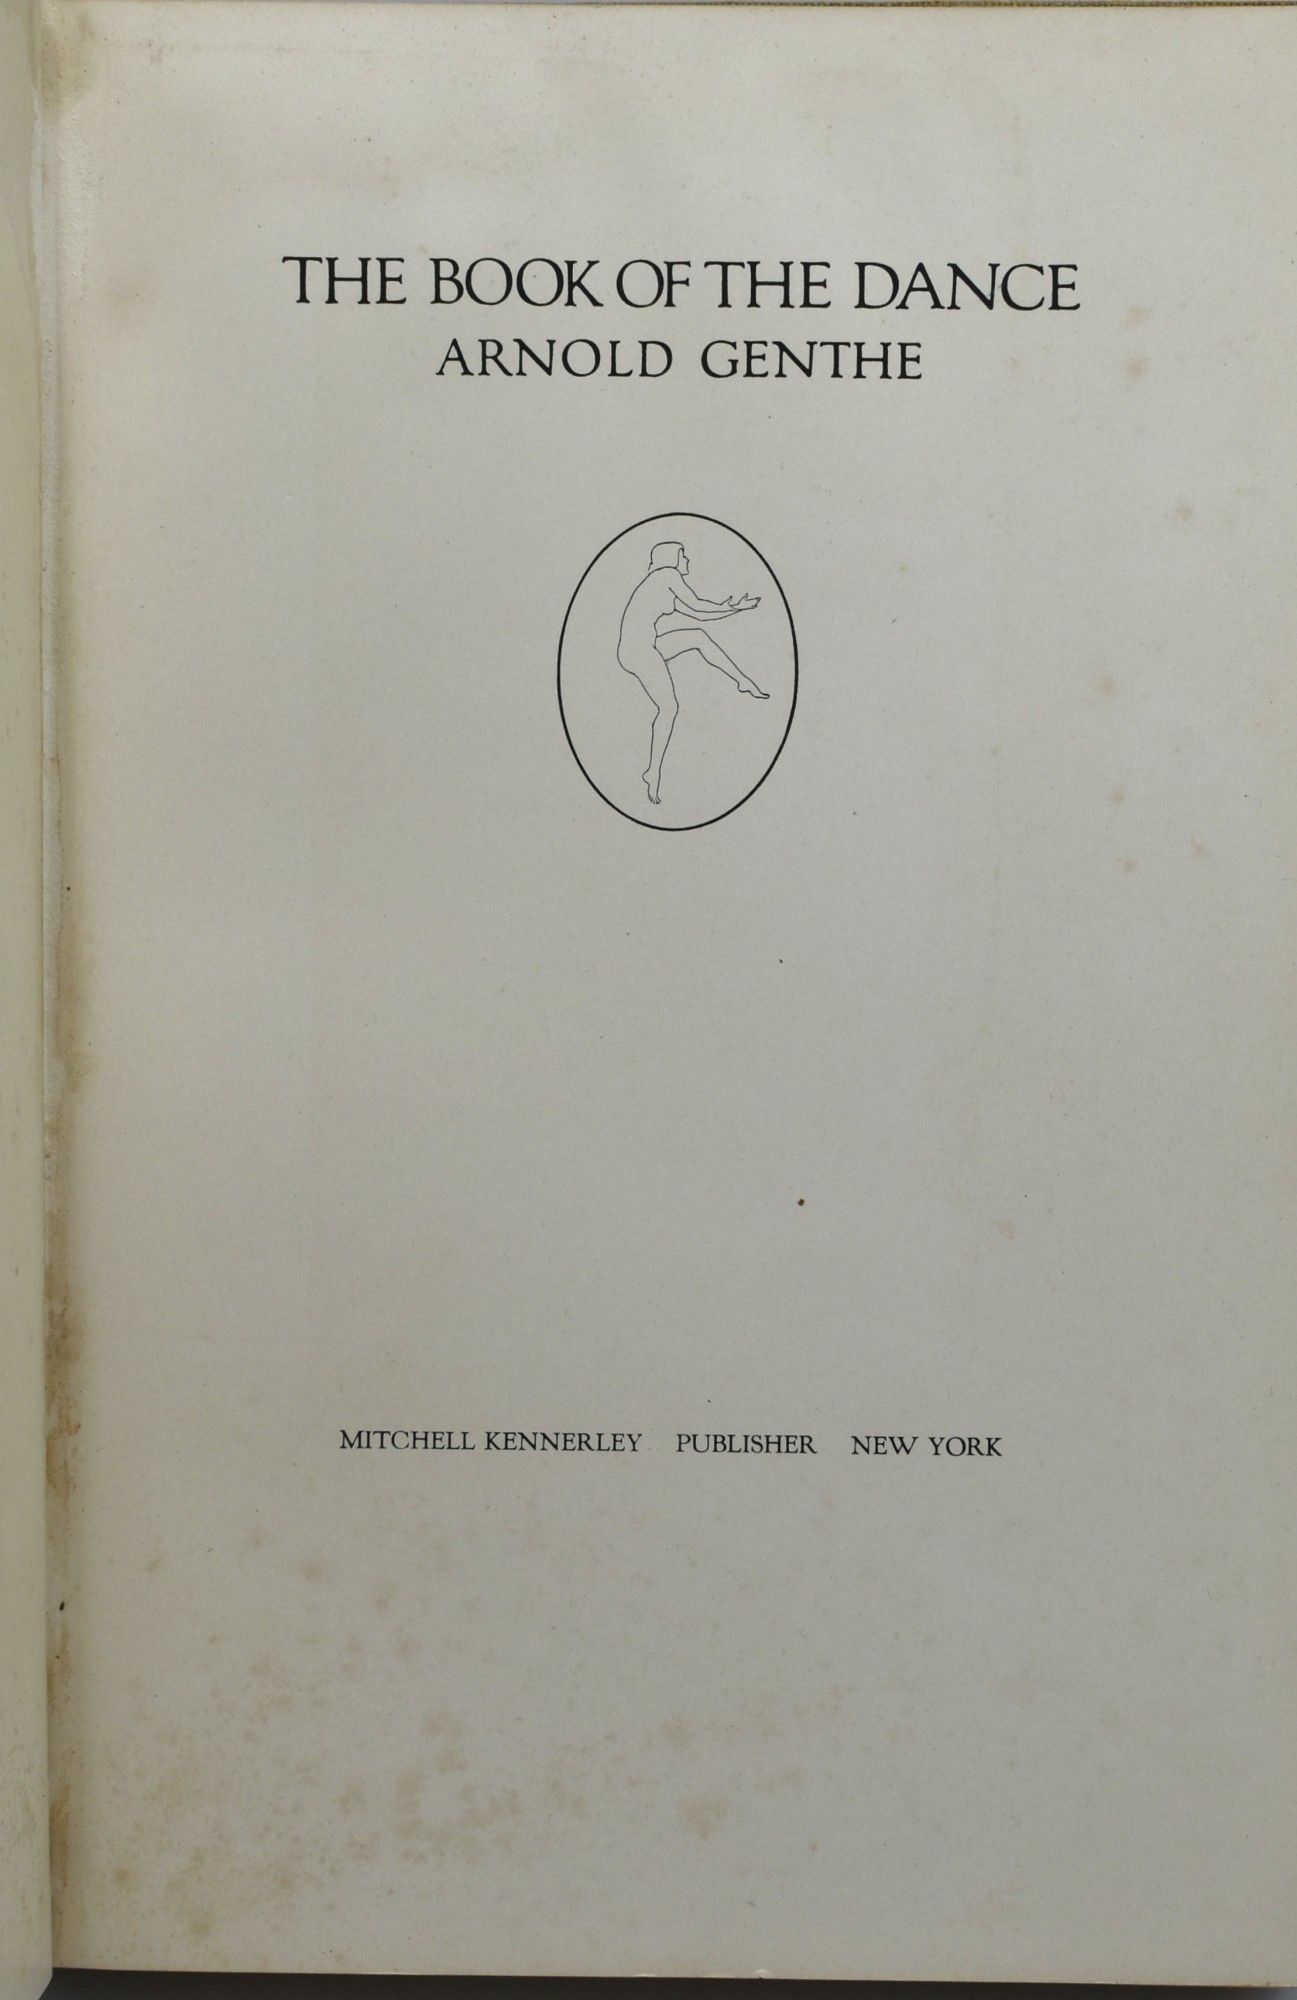 THE BOOK OF THE DANCE
ARNOLD GENTHE
MITCHELL KENNERLEY PUBLISHER NEW YORK